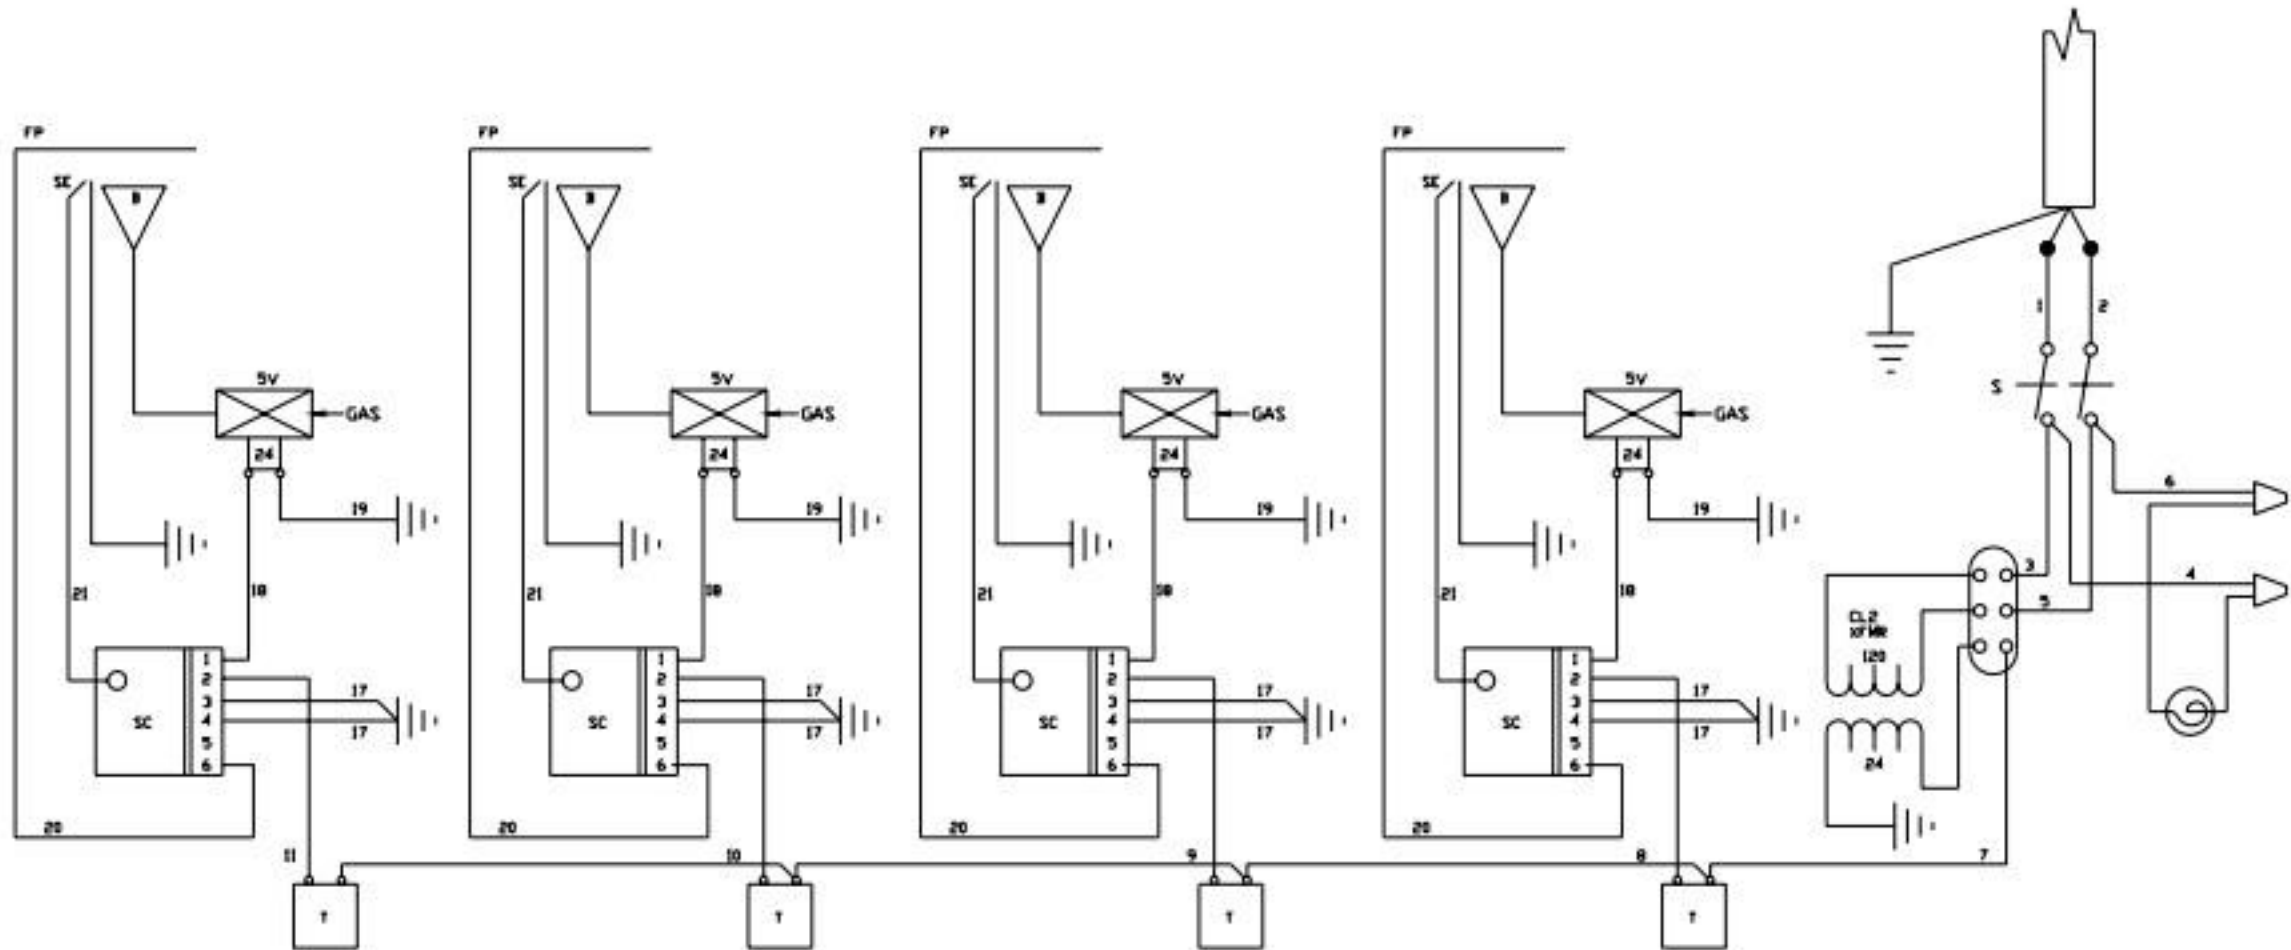 FP FP FP FP
SE B SE B SE B SE B
1 2
5V 5V 5V 5V
S
GAS GAS GAS GAS
24 24 24 24
6
19 19 19 19
3
4
21 18 21 18 21 18 21 18
5
CL2
XFMR
120
1 1 1 1
2 2 2 2
3 17 3 17 3 17 3 17
SC 4 SC 4 SC 4 SC 4
17 17 17 17
5 5 5 5
6 6 6 6
24
20 20 20 20
11 10 9 8 7
T T T T